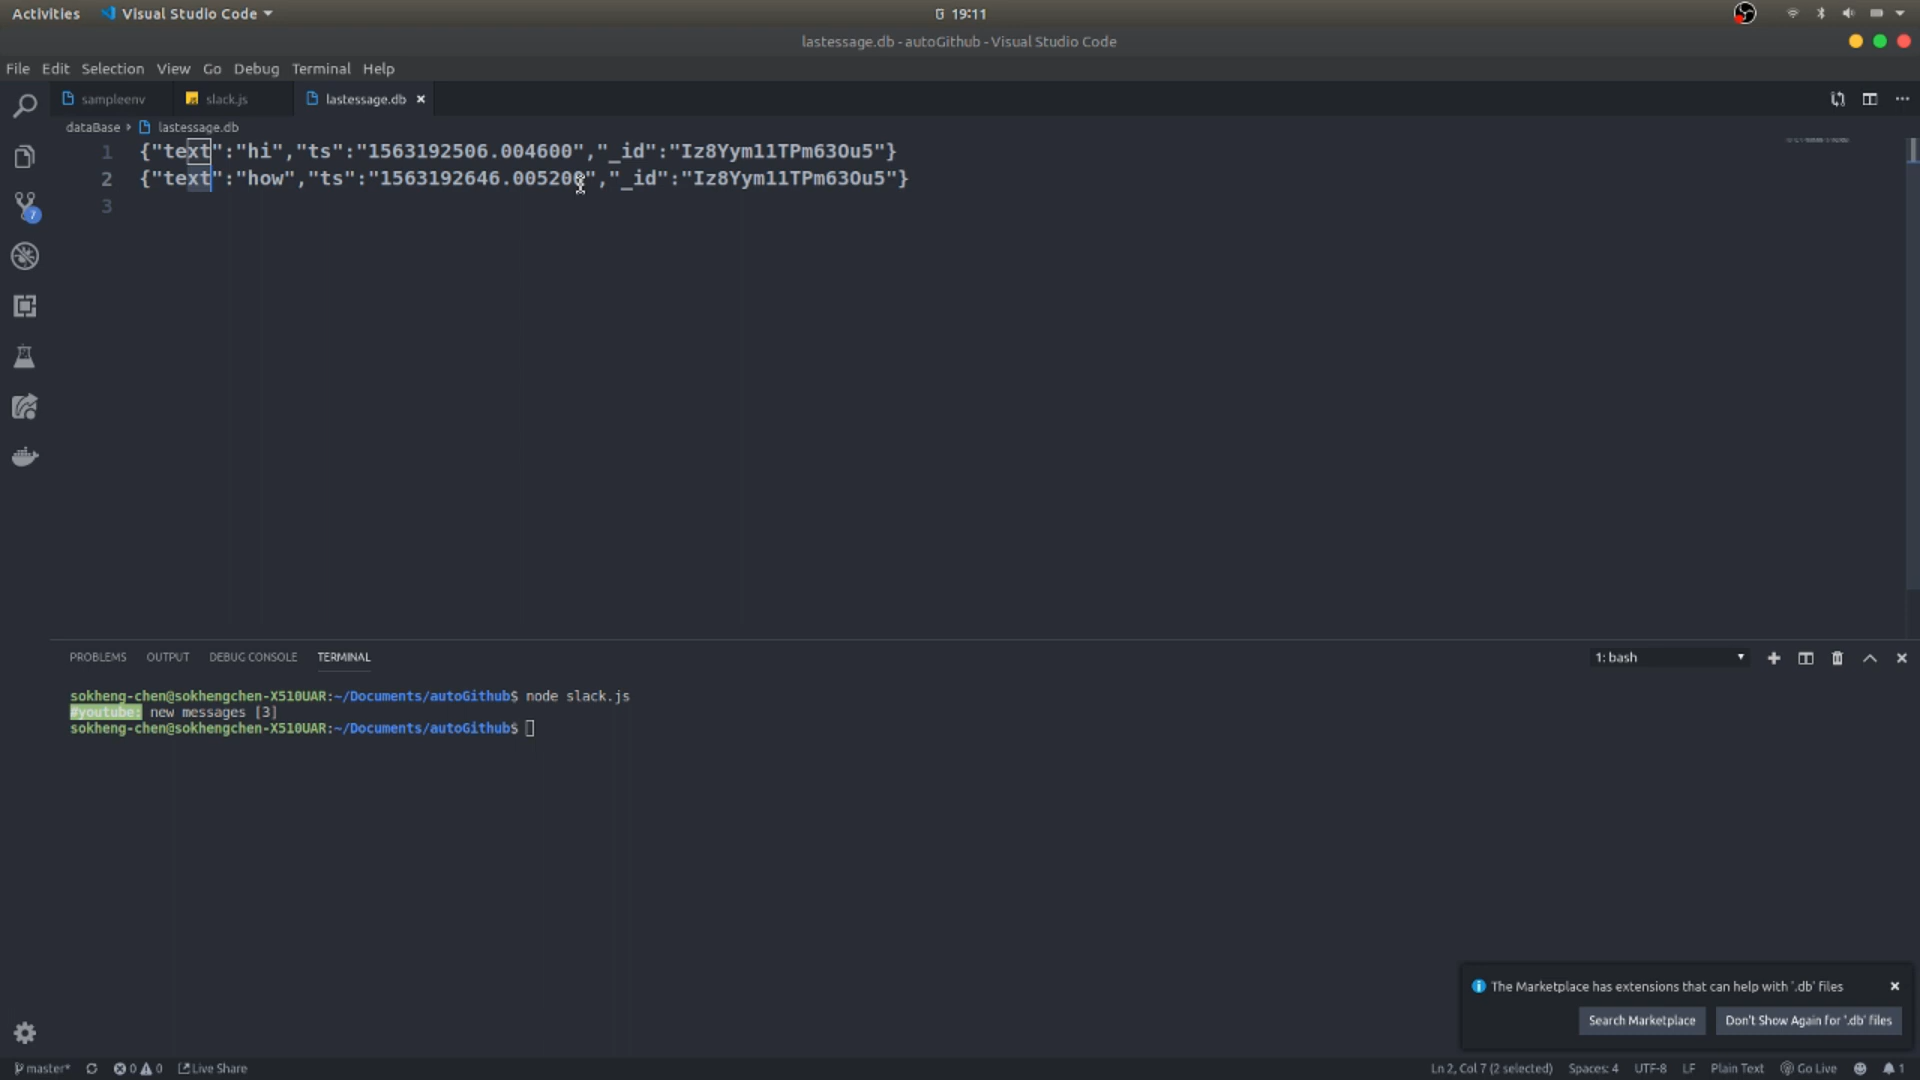 Activities Visual Studio Code 19:11
lastessage.db - autoGithub - Visual Studio Code
File Edit Selection View Go Debug Terminal Help
sampleenv slack.js lastessage.db
dataBase › lastessage.db
1 {"text":"hi","ts":"1563192506.004600","_id":"Iz8Yym11TPm63Ou5"}
2 {"text":"how","ts":"1563192646.005200","_id":"Iz8Yym11TPm63Ou5"}
3
7
PROBLEMS OUTPUT DEBUG CONSOLE TERMINAL 1: bash
sokheng-chen@sokhengchen-X510UAR:~/Documents/autoGithub$ node slack.js
#youtube: new messages [3]
sokheng-chen@sokhengchen-X510UAR:~/Documents/autoGithub$
The Marketplace has extensions that can help with '.db' files
Search Marketplace Don't Show Again for '.db' files
master* 0 0 Live Share Ln 2, Col 7 (2 selected) Spaces: 4 UTF-8 LF Plain Text Go Live 1